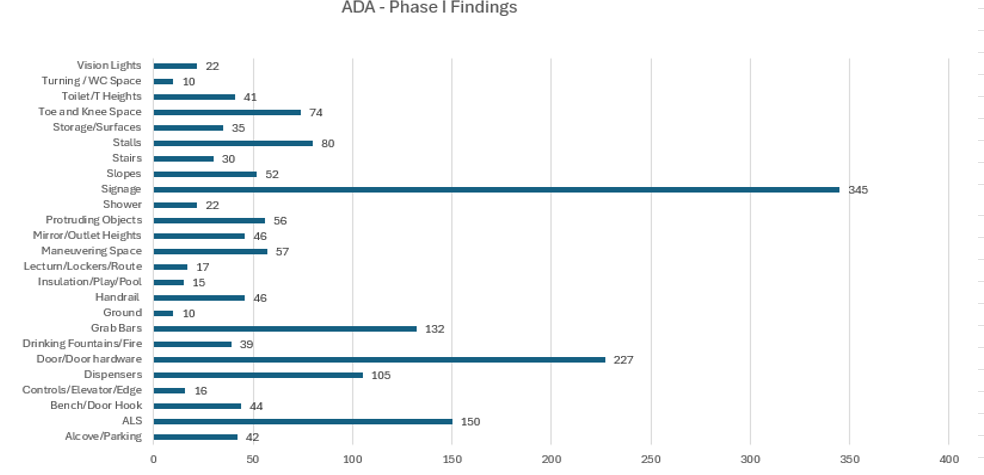 ADA - Phase I Findings
Vision Lights 22
Turning / WC Space 10
Toilet/T Heights 41
Toe and Knee Space 74
Storage/Surfaces 35
Stalls 80
Stairs 30
Slopes 52
Signage 345
Shower 22
Protruding Objects 56
Mirror/Outlet Heights 46
Maneuvering Space 57
Lecturn/Lockers/Route 17
Insulation/Play/Pool 15
Handrail 46
Ground 10
Grab Bars 132
Drinking Fountains/Fire 39
Door/Door hardware 227
Dispensers 105
Controls/Elevator/Edge 16
Bench/Door Hook 44
ALS 150
Alcove/Parking 42
0 50 100 150 200 250 300 350 400